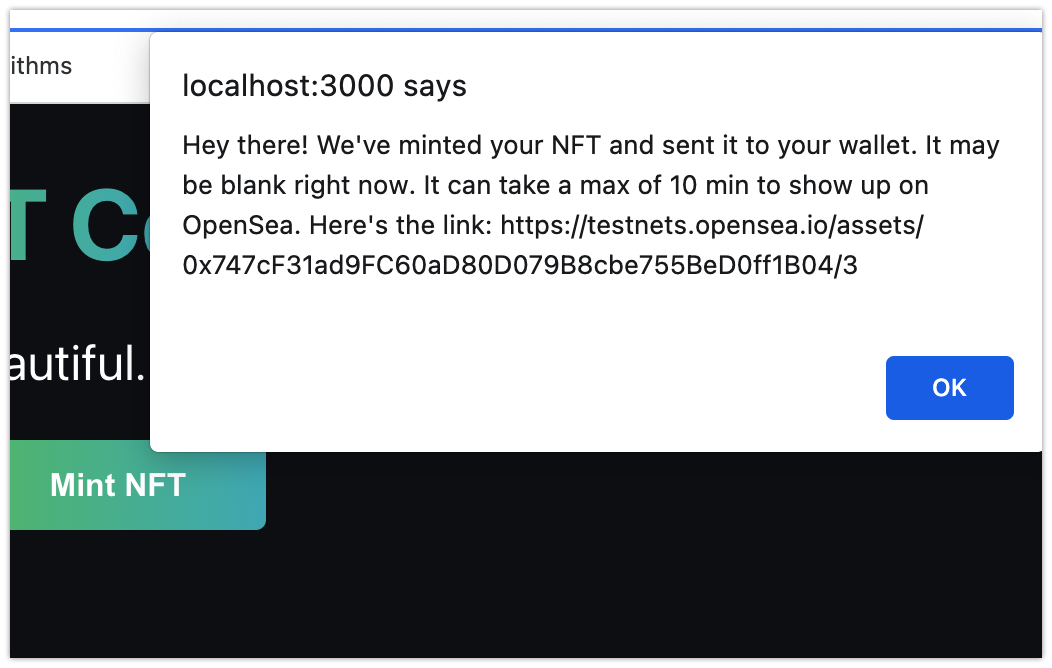 ithms
localhost:3000 says
Hey there! We've minted your NFT and sent it to your wallet. It may
be blank right now. It can take a max of 10 min to show up on
OpenSea. Here's the link: https://testnets.opensea.io/assets/
0x747cF31ad9FC60aD80D079B8cbe755BeD0ff1B04/3
OK
T C
autiful.
Mint NFT